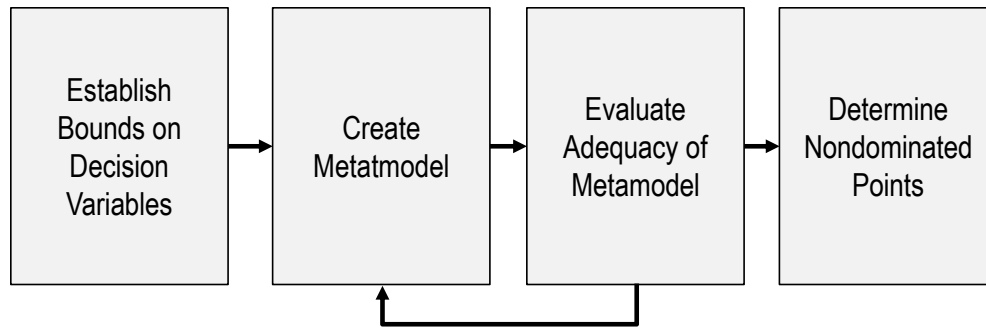 Establish
Bounds on
Decision
Variables
Create
Metatmodel
Evaluate
Adequacy of
Metamodel
Determine
Nondominated
Points